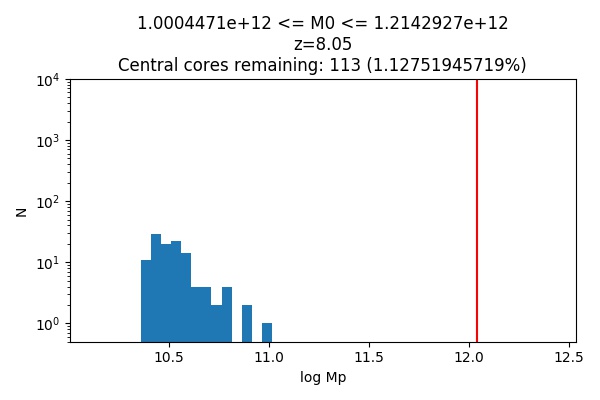 1.0004471e+12 <= M0 <= 1.2142927e+12
z=8.05
Central cores remaining: 113 (1.12751945719%)
10^4
10^3
10^2
10^1
10^0
N
10.5 11.0 11.5 12.0 12.5
log Mp